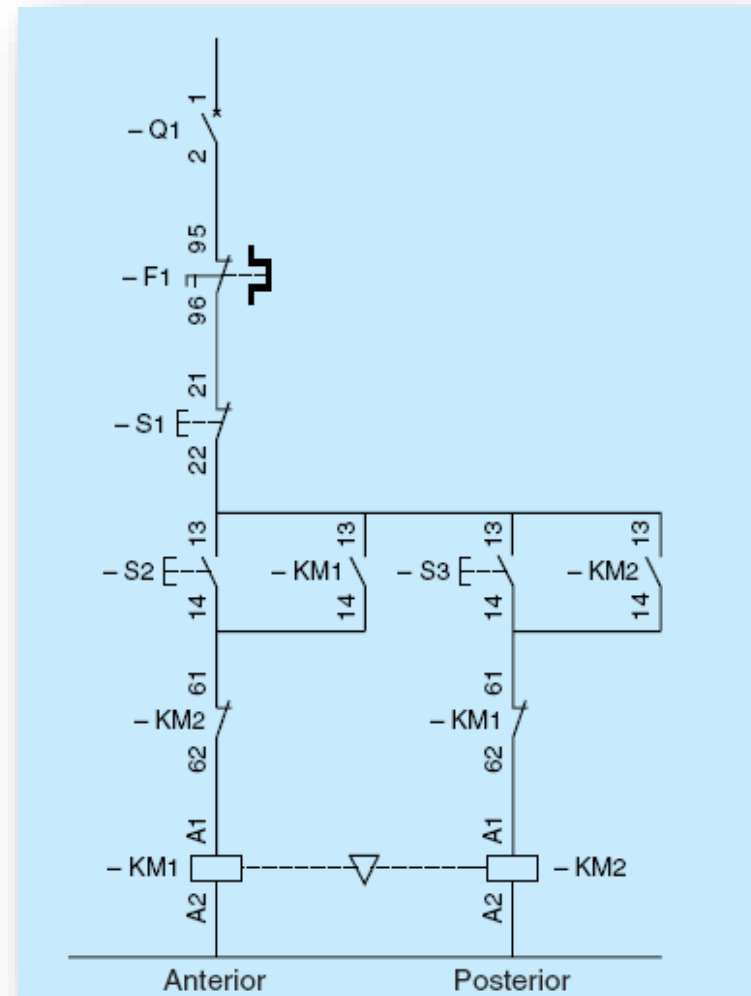 1
– Q1
2
95
– F1
96
21
– S1
22
13 13 13 13
– S2 – KM1 – S3 – KM2
14 14 14 14
61 61
– KM2 – KM1
62 62
A1 A1
– KM1 – KM2
A2 A2
Anterior Posterior